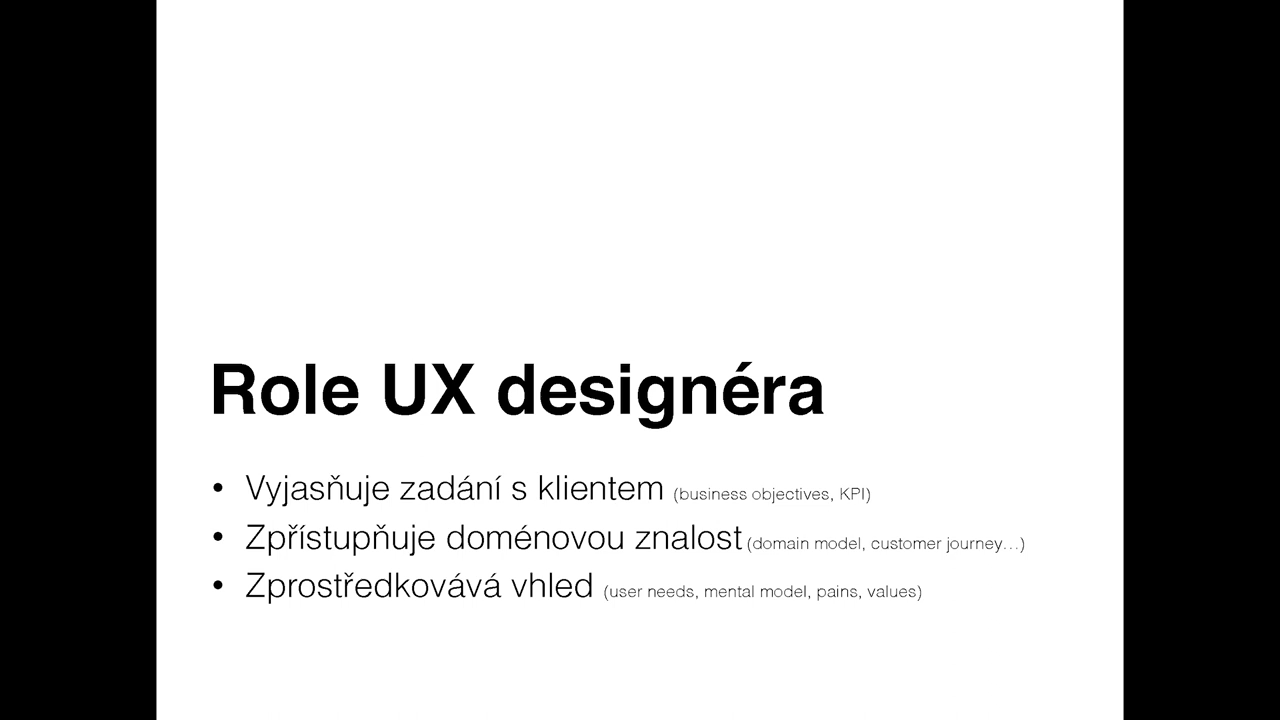 Role UX designéra
• Vyjasňuje zadání s klientem (business objectives, KPI)
• Zpřístupňuje doménovou znalost (domain model, customer journey…)
• Zprostředkovává vhled (user needs, mental model, pains, values)